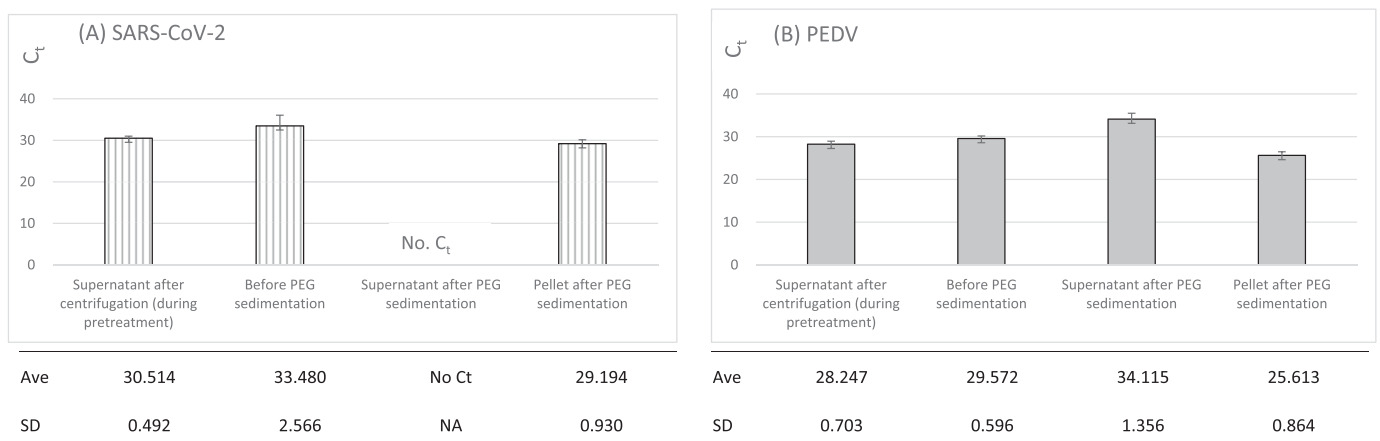 (A) SARS-CoV-2
Ct
40
30
20
10
0
No. Ct
Supernatant after
centrifugation (during
pretreatment)
Before PEG
sedimentation
Supernatant after PEG
sedimentation
Pellet after PEG
sedimentation
Ave 30.514 33.480 No Ct 29.194
SD 0.492 2.566 NA 0.930
(B) PEDV
Ct
40
30
20
10
0
Supernatant after
centrifugation (during
pretreatment)
Before PEG
sedimentation
Supernatant after PEG
sedimentation
Pellet after PEG
sedimentation
Ave 28.247 29.572 34.115 25.613
SD 0.703 0.596 1.356 0.864